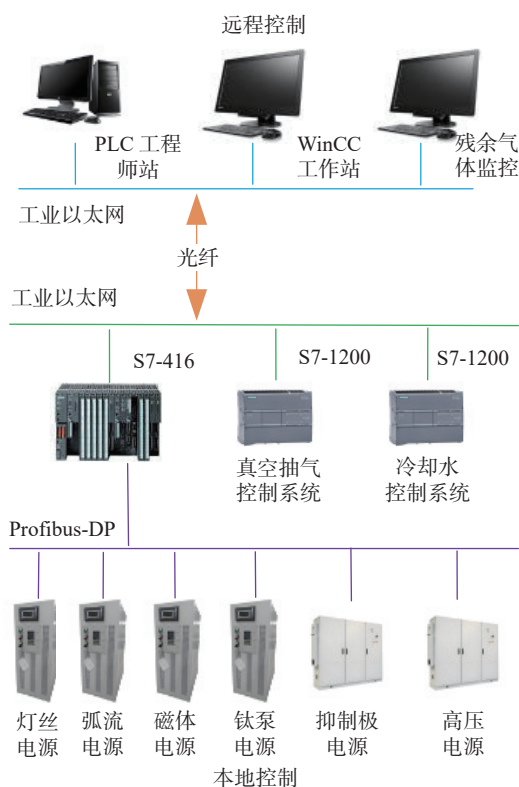 远程控制
PLC 工程
师站
WinCC
工作站
残余气
体监控
工业以太网
光纤
工业以太网
S7-416
S7-1200
S7-1200
真空抽气
控制系统
冷却水
控制系统
Profibus-DP
灯丝
电源
弧流
电源
磁体
电源
钛泵
电源
抑制极
电源
高压
电源
本地控制